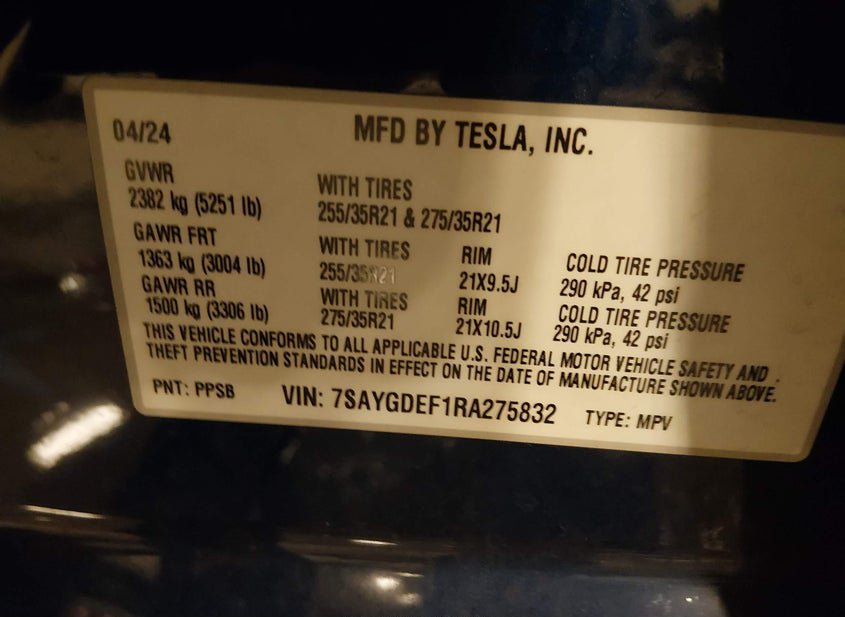 04/24 MFD BY TESLA, INC.
GVWR
2382 kg (5251 lb)
WITH TIRES
255/35R21 & 275/35R21
GAWR FRT
1363 kg (3004 lb)
WITH TIRES
255/35R21
RIM
21X9.5J
COLD TIRE PRESSURE
290 kPa, 42 psi
GAWR RR
1500 kg (3306 lb)
WITH TIRES
275/35R21
RIM
21X10.5J
COLD TIRE PRESSURE
290 kPa, 42 psi
THIS VEHICLE CONFORMS TO ALL APPLICABLE U.S. FEDERAL MOTOR VEHICLE SAFETY AND
THEFT PREVENTION STANDARDS IN EFFECT ON THE DATE OF MANUFACTURE SHOWN ABOVE.
PNT: PPSB VIN: 7SAYGDEF1RA275832 TYPE: MPV